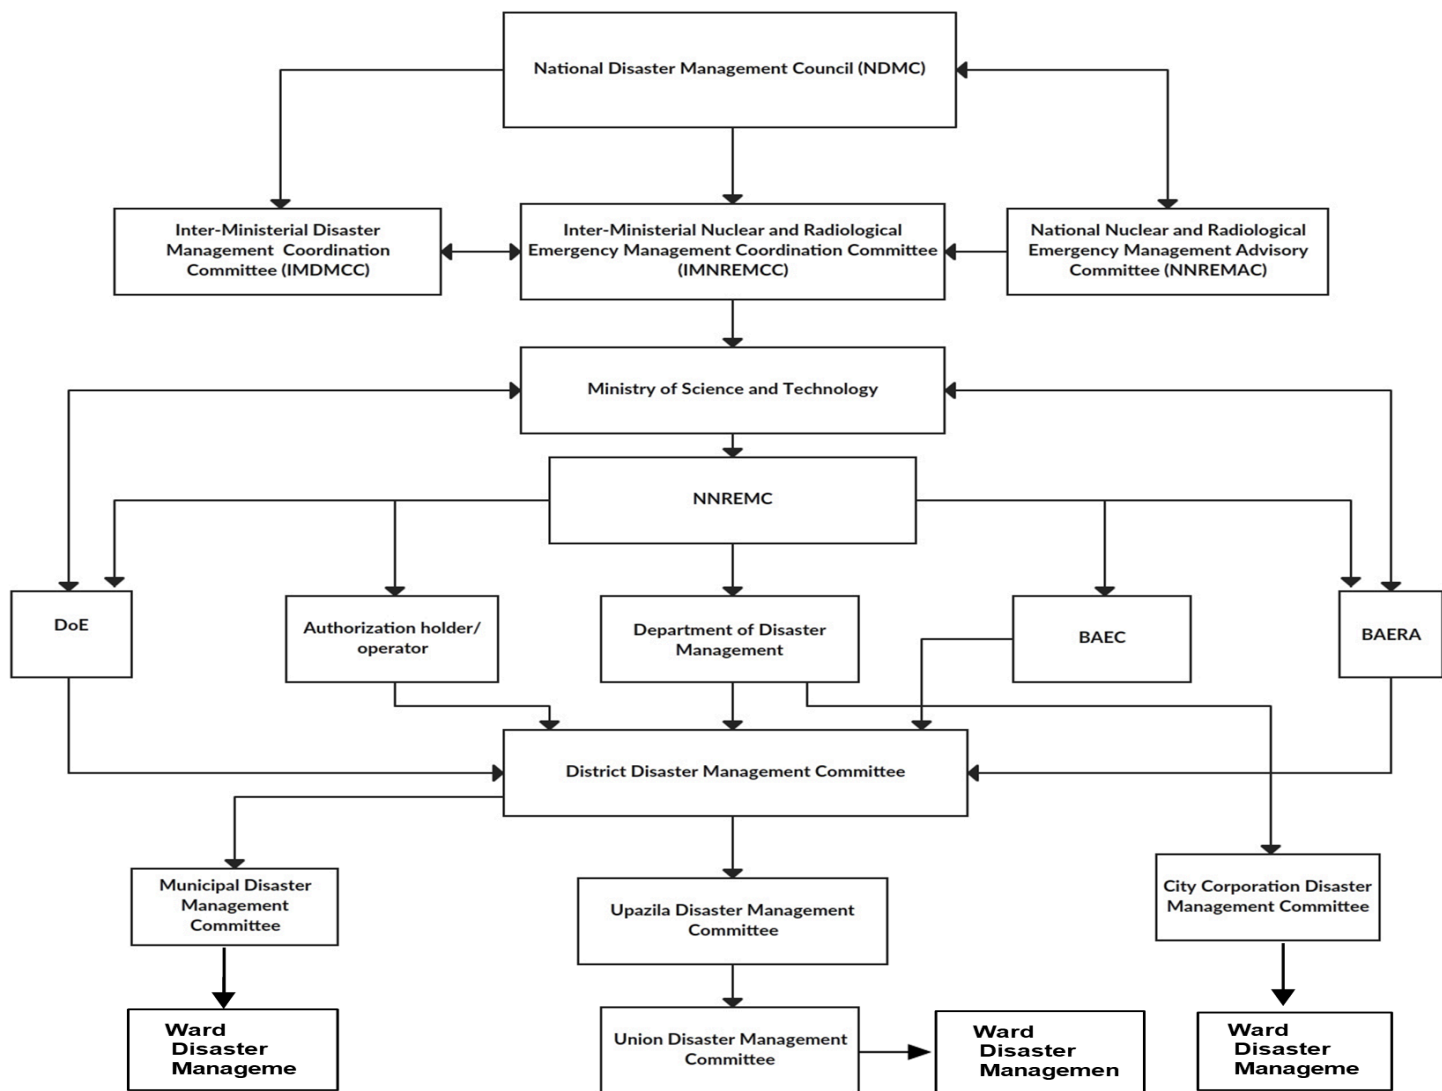 National Disaster Management Council (NDMC)
Inter-Ministerial Disaster
Management Coordination
Committee (IMDMCC)
Inter-Ministerial Nuclear and Radiological
Emergency Management Coordination Committee
(IMNREMCC)
National Nuclear and Radiological
Emergency Management Advisory
Committee (NNREMAC)
Ministry of Science and Technology
NNREMC
DoE
Authorization holder/
operator
Department of Disaster
Management
BAEC
BAERA
District Disaster Management Committee
Municipal Disaster
Management
Committee
Upazila Disaster Management
Committee
City Corporation Disaster
Management Committee
Ward
Disaster
Manageme
Union Disaster Management
Committee
Ward
Disaster
Managemen
Ward
Disaster
Manageme